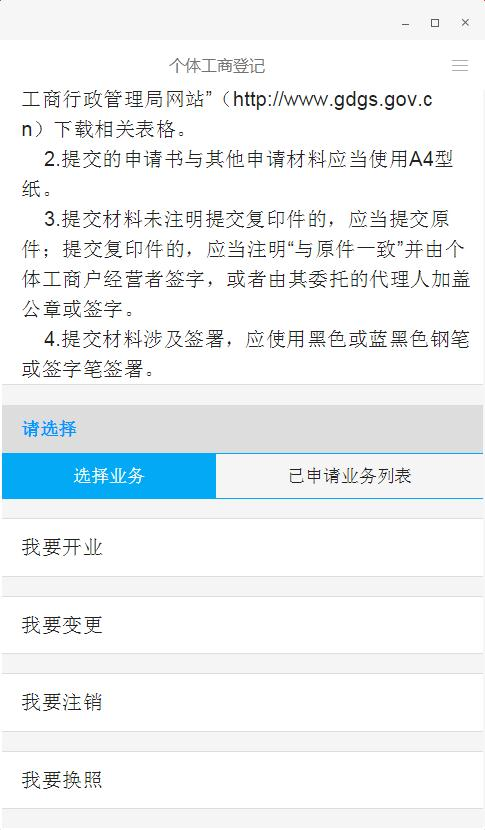 个体工商登记
工商行政管理局网站”（http://www.gdgs.gov.c
n）下载相关表格。
2.提交的申请书与其他申请材料应当使用A4型
纸。
3.提交材料未注明提交复印件的，应当提交原
件；提交复印件的，应当注明“与原件一致”并由个
体工商户经营者签字，或者由其委托的代理人加盖
公章或签字。
4.提交材料涉及签署，应使用黑色或蓝黑色钢笔
或签字笔签署。
请选择
选择业务 已申请业务列表
我要开业
我要变更
我要注销
我要换照